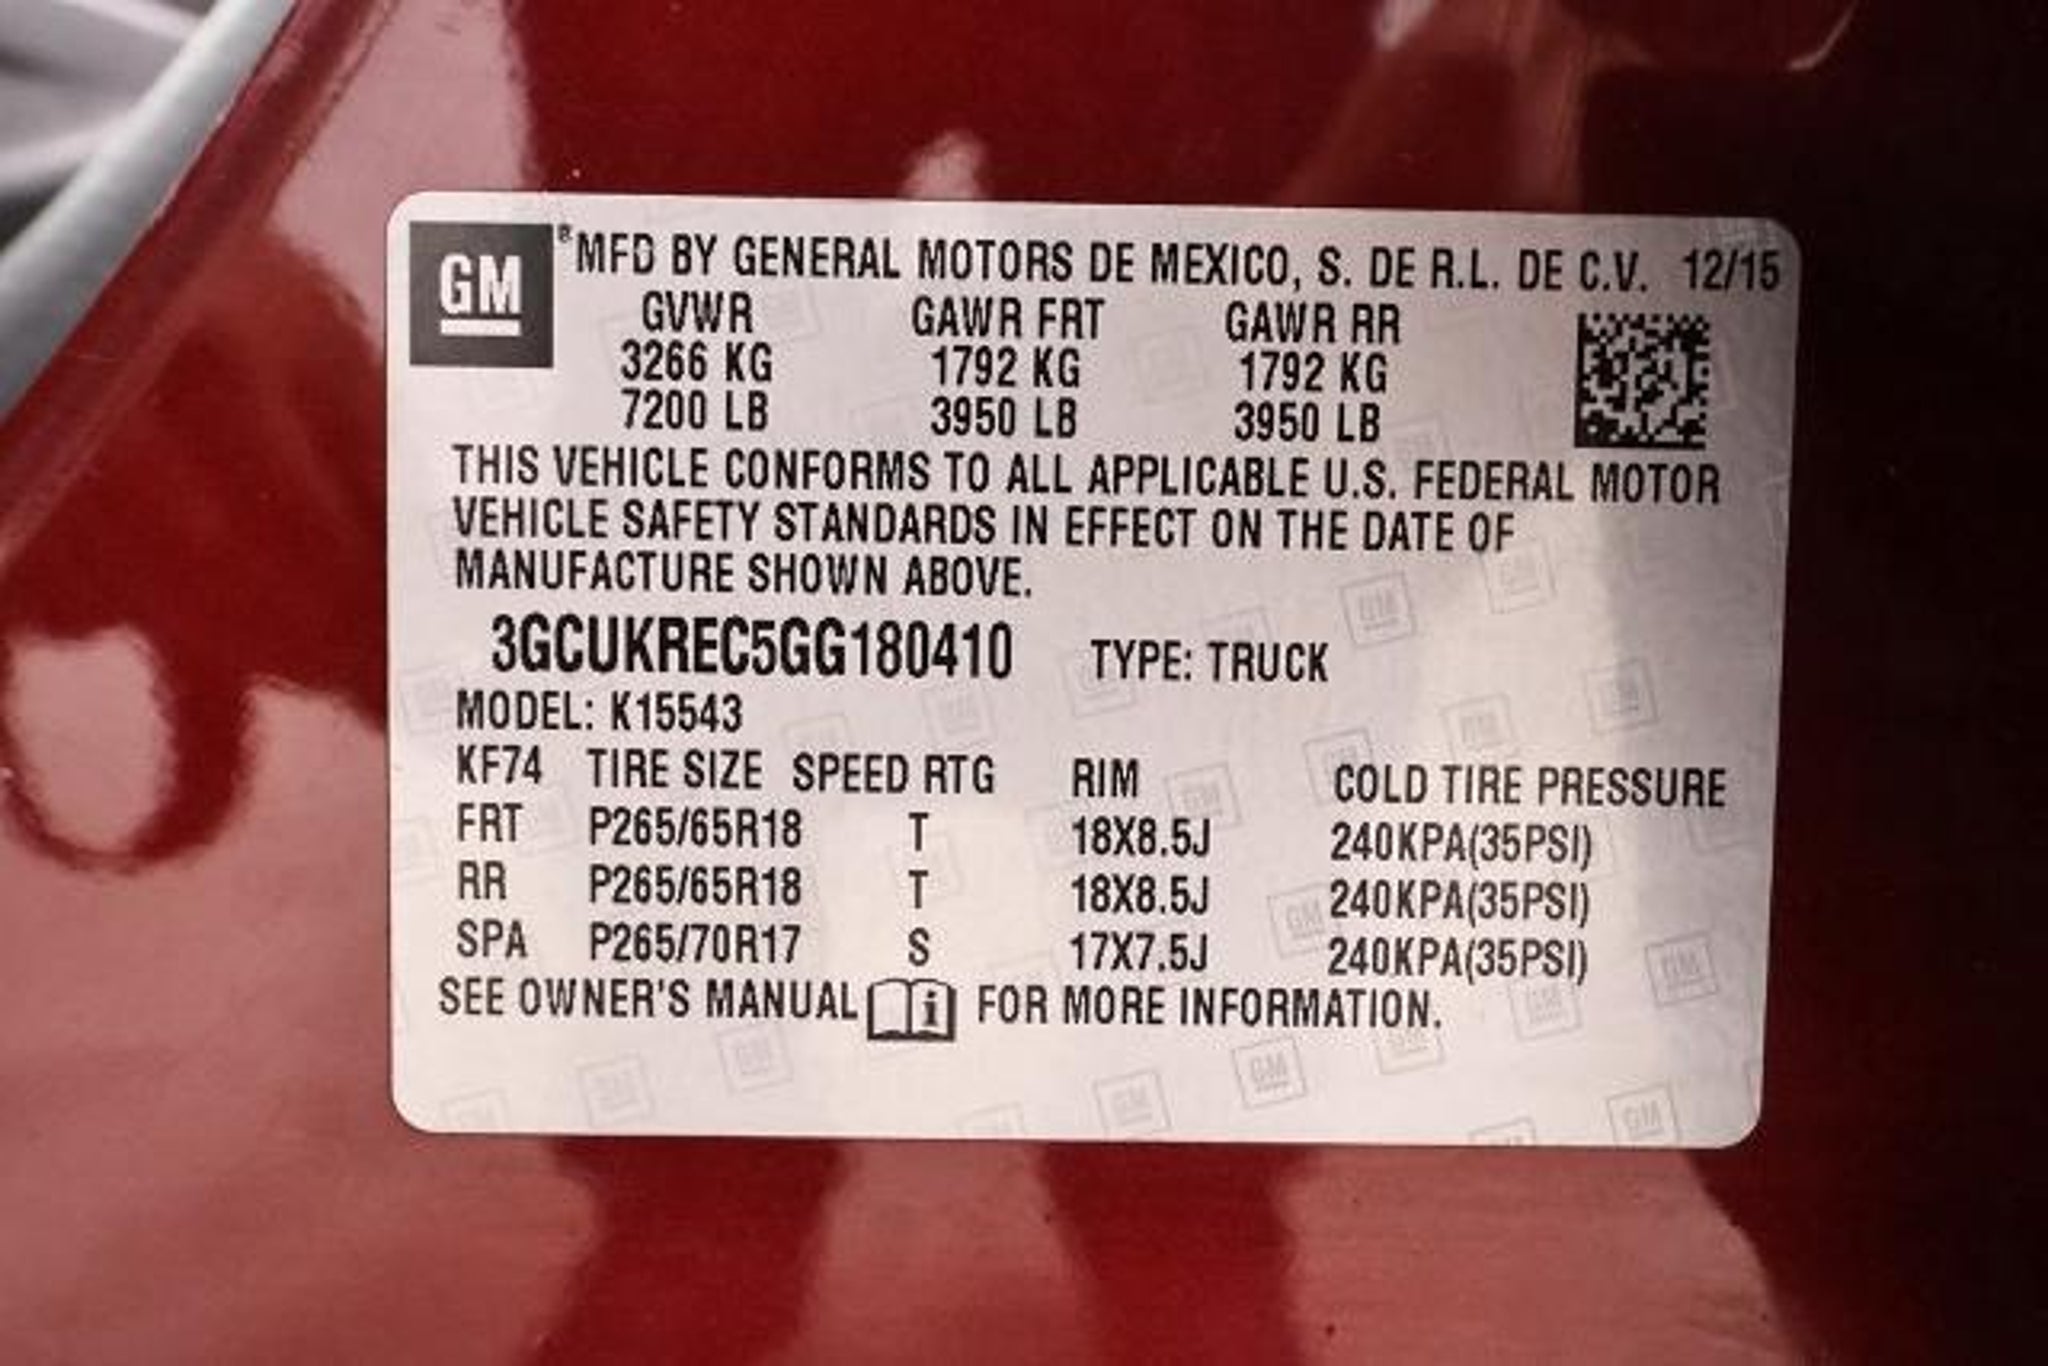 GM ® MFD BY GENERAL MOTORS DE MEXICO, S. DE R.L. DE C.V. 12/15
GVWR GAWR FRT GAWR RR
3266 KG 1792 KG 1792 KG
7200 LB 3950 LB 3950 LB
THIS VEHICLE CONFORMS TO ALL APPLICABLE U.S. FEDERAL MOTOR
VEHICLE SAFETY STANDARDS IN EFFECT ON THE DATE OF
MANUFACTURE SHOWN ABOVE.
3GCUKREC5GG180410 TYPE: TRUCK
MODEL: K15543
KF74 TIRE SIZE SPEED RTG RIM COLD TIRE PRESSURE
FRT P265/65R18 T 18X8.5J 240KPA(35PSI)
RR P265/65R18 T 18X8.5J 240KPA(35PSI)
SPA P265/70R17 S 17X7.5J 240KPA(35PSI)
SEE OWNER'S MANUAL i FOR MORE INFORMATION.